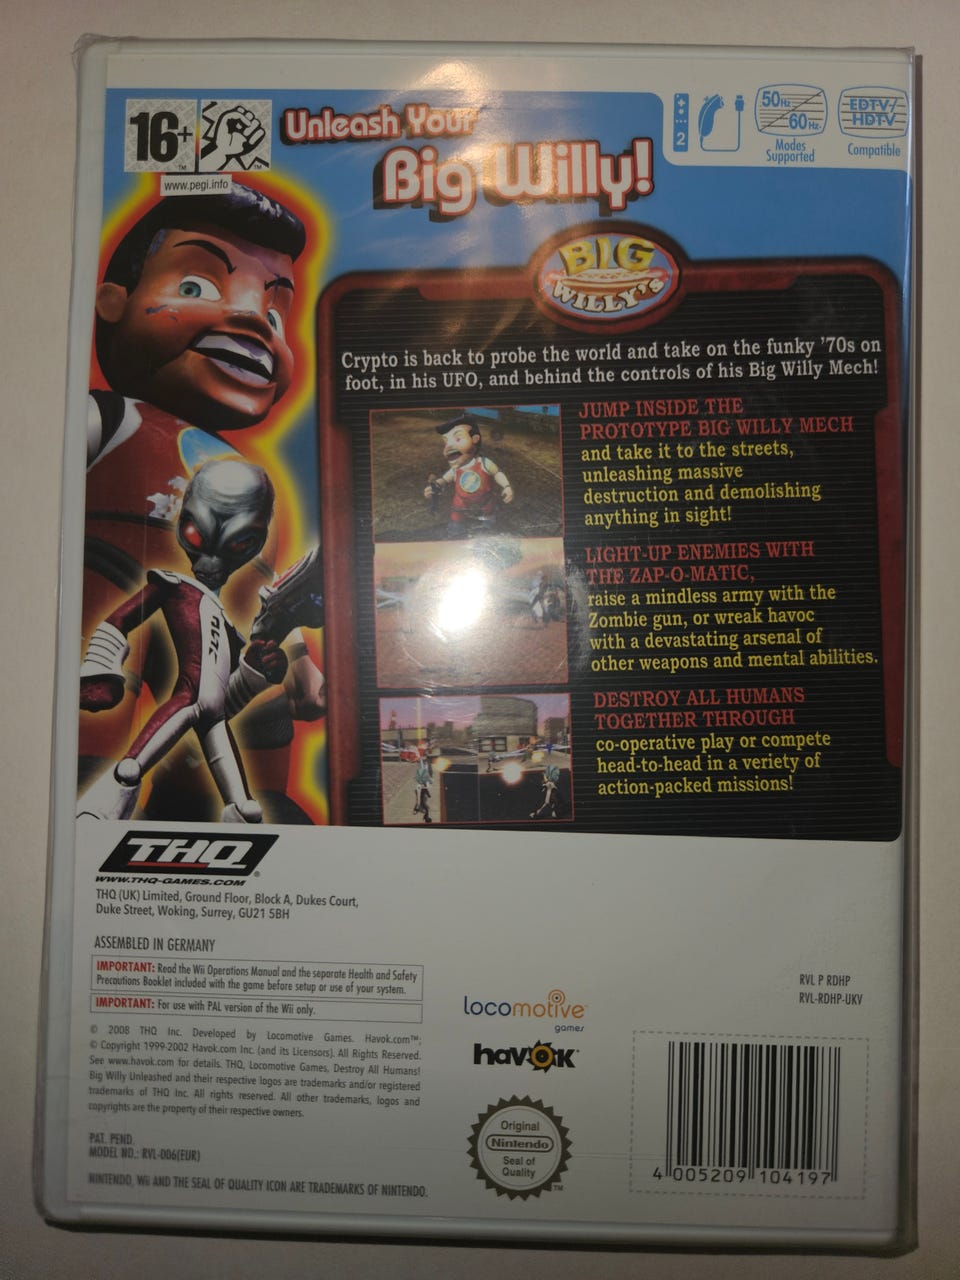 16+
TM
TM
www.pegi.info
Unleash Your
Big Willy!
2
50Hz
60Hz
Modes
Supported
EDTV/
HDTV
Compatible
BIG
WILLY'S
Crypto is back to probe the world and take on the funky '70s on
foot, in his UFO, and behind the controls of his Big Willy Mech!
JUMP INSIDE THE
PROTOTYPE BIG WILLY MECH
and take it to the streets,
unleashing massive
destruction and demolishing
anything in sight!
LIGHT-UP ENEMIES WITH
THE ZAP-O-MATIC,
raise a mindless army with the
Zombie gun, or wreak havoc
with a devastating arsenal of
other weapons and mental abilities.
DESTROY ALL HUMANS
TOGETHER THROUGH
co-operative play or compete
head-to-head in a veriety of
action-packed missions!
THQ®
WWW.THQ-GAMES.COM
THQ (UK) Limited, Ground Floor, Block A, Dukes Court,
Duke Street, Woking, Surrey, GU21 5BH
ASSEMBLED IN GERMANY
IMPORTANT: Read the Wii Operations Manual and the separate Health and Safety
Precautions Booklet included with the game before setup or use of your system.
IMPORTANT: For use with PAL version of the Wii only.
© 2008 THQ Inc. Developed by Locomotive Games. Havok.com™;
© Copyright 1999-2002 Havok.com Inc. (and its Licensors). All Rights Reserved.
See www.havok.com for details. THQ, Locomotive Games, Destroy All Humans!
Big Willy Unleashed and their respective logos are trademarks and/or registered
trademarks of THQ Inc. All rights reserved. All other trademarks, logos and
copyrights are the property of their respective owners.
PAT. PEND.
MODEL NO.: RVL-006(EUR)
NINTENDO, Wii AND THE SEAL OF QUALITY ICON ARE TRADEMARKS OF NINTENDO.
locomotive
games
havok
Original
Nintendo
Seal of
Quality
TM
RVL P RDHP
RVL-RDHP-UKV
4 005209 104197